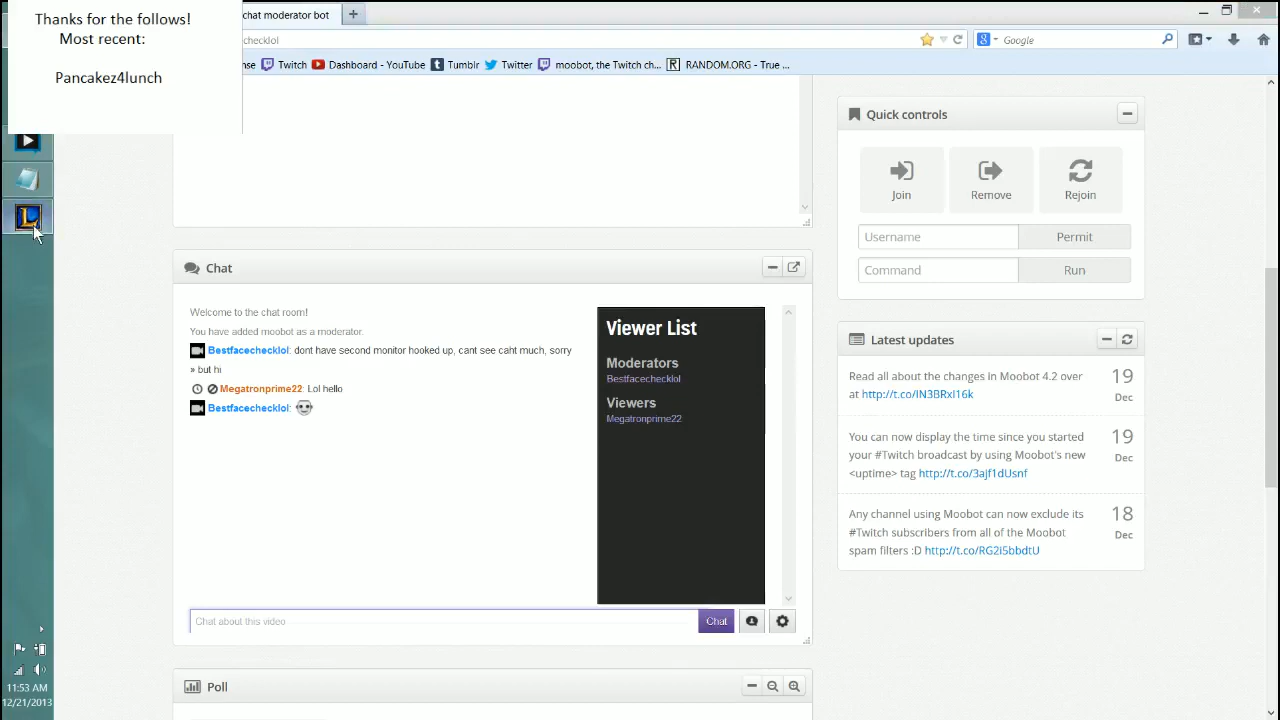 Thanks for the follows!
Most recent:
Pancakez4lunch
chat moderator bot
checklol
Google
nse
Twitch
Dashboard - YouTube
Tumblr
Twitter
moobot, the Twitch ch...
RANDOM.ORG - True ...
Quick controls
Join
Remove
Rejoin
Username
Permit
Command
Run
Chat
Welcome to the chat room!
You have added moobot as a moderator.
Bestfacechecklol: dont have second monitor hooked up, cant see caht much, sorry
» but hi
Megatronprime22: Lol hello
Bestfacechecklol:
Viewer List
Moderators
Bestfacechecklol
Viewers
Megatronprime22
Chat about this video
Chat
Latest updates
Read all about the changes in Moobot 4.2 over
at http://t.co/IN3BRxI16k
19
Dec
You can now display the time since you started
your #Twitch broadcast by using Moobot's new
<uptime> tag http://t.co/3ajf1dUsnf
19
Dec
Any channel using Moobot can now exclude its
#Twitch subscribers from all of the Moobot
spam filters :D http://t.co/RG2i5bbdtU
18
Dec
Poll
11:53 AM
12/21/2013